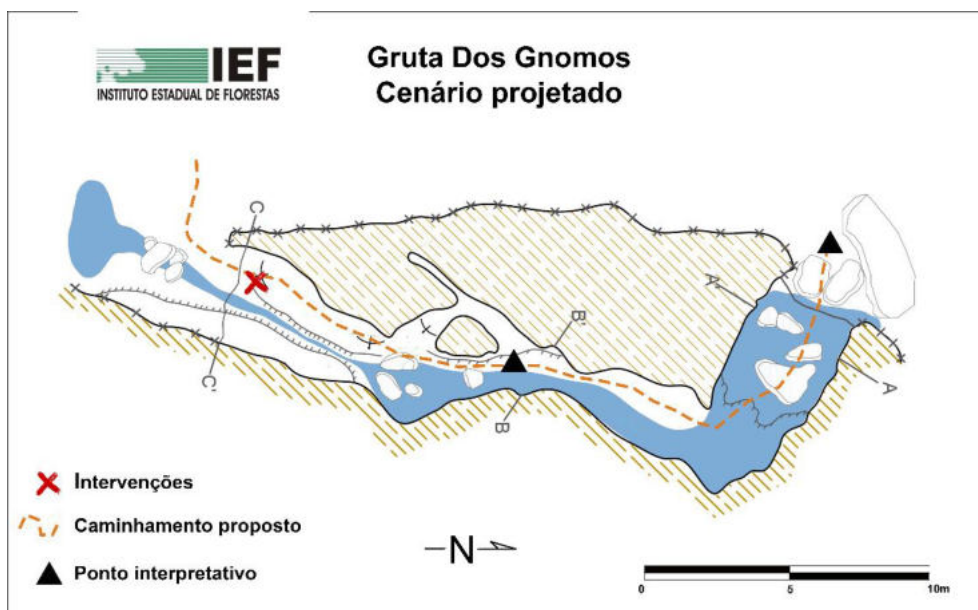 IEF
INSTITUTO ESTADUAL DE FLORESTAS
Gruta Dos Gnomos
Cenário projetado
C
C'
B'
B
A'
A
Intervenções
Caminhamento proposto
Ponto interpretativo
N
0 5 10m